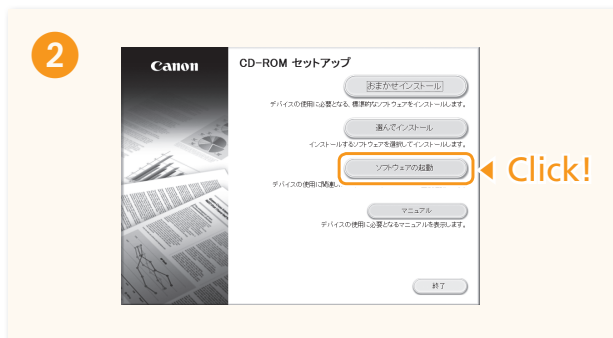 2
Canon
CD-ROM セットアップ
おまかせインストール
デバイスの使用に必要となる、標準的なソフトウェアをインストールします。
選んでインストール
インストールするソフトウェアを選択してインストールします。
ソフトウェアの起動
Click!
デバイスの使用に関連し
マニュアル
デバイスの使用に必要となるマニュアルを表示します。
終了